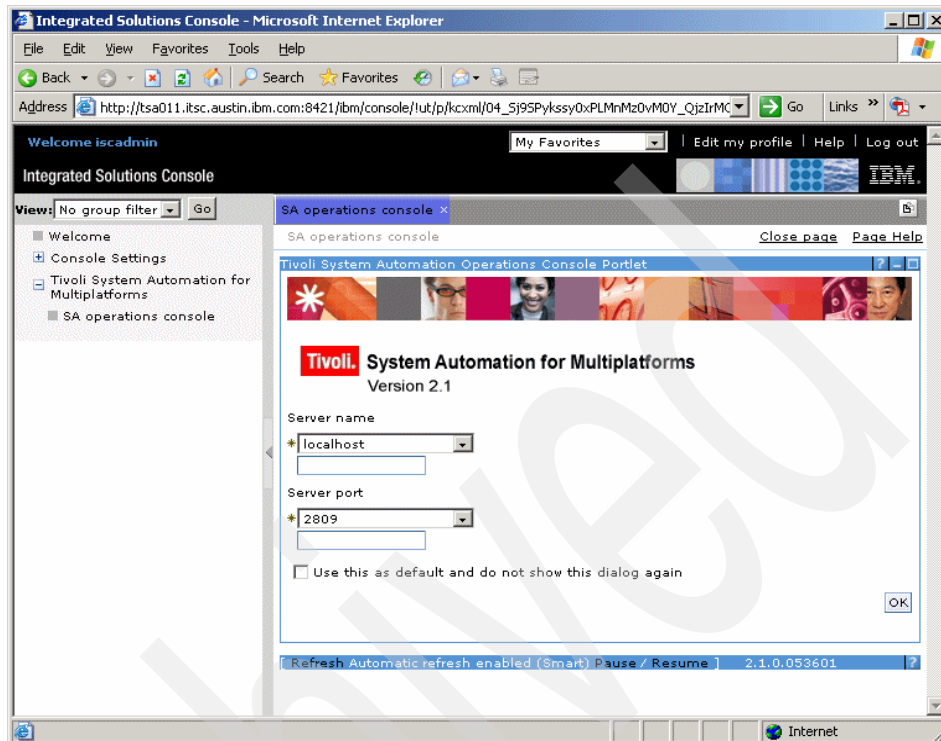 Integrated Solutions Console - Microsoft Internet Explorer
File Edit View Favorites Tools Help
Back Search Favorites
Address http://tsa011.itsc.austin.ibm.com:8421/ibm/console/!ut/p/kcxml/04_Sj9SPykssy0xPLMnMz0vM0Y_QjzIrMC Go Links »
Welcome iscadmin My Favorites Edit my profile Help Log out
Integrated Solutions Console IBM.
View: No group filter Go SA operations console ×
Welcome SA operations console Close page Page Help
Console Settings
Tivoli System Automation Operations Console Portlet ?
Tivoli System Automation for
Multiplatforms
SA operations console
Tivoli. System Automation for Multiplatforms
Version 2.1
Server name
*localhost
Server port
*2809
Use this as default and do not show this dialog again
OK
[ Refresh Automatic refresh enabled (Smart) Pause / Resume ] 2.1.0.053601 ?
Internet